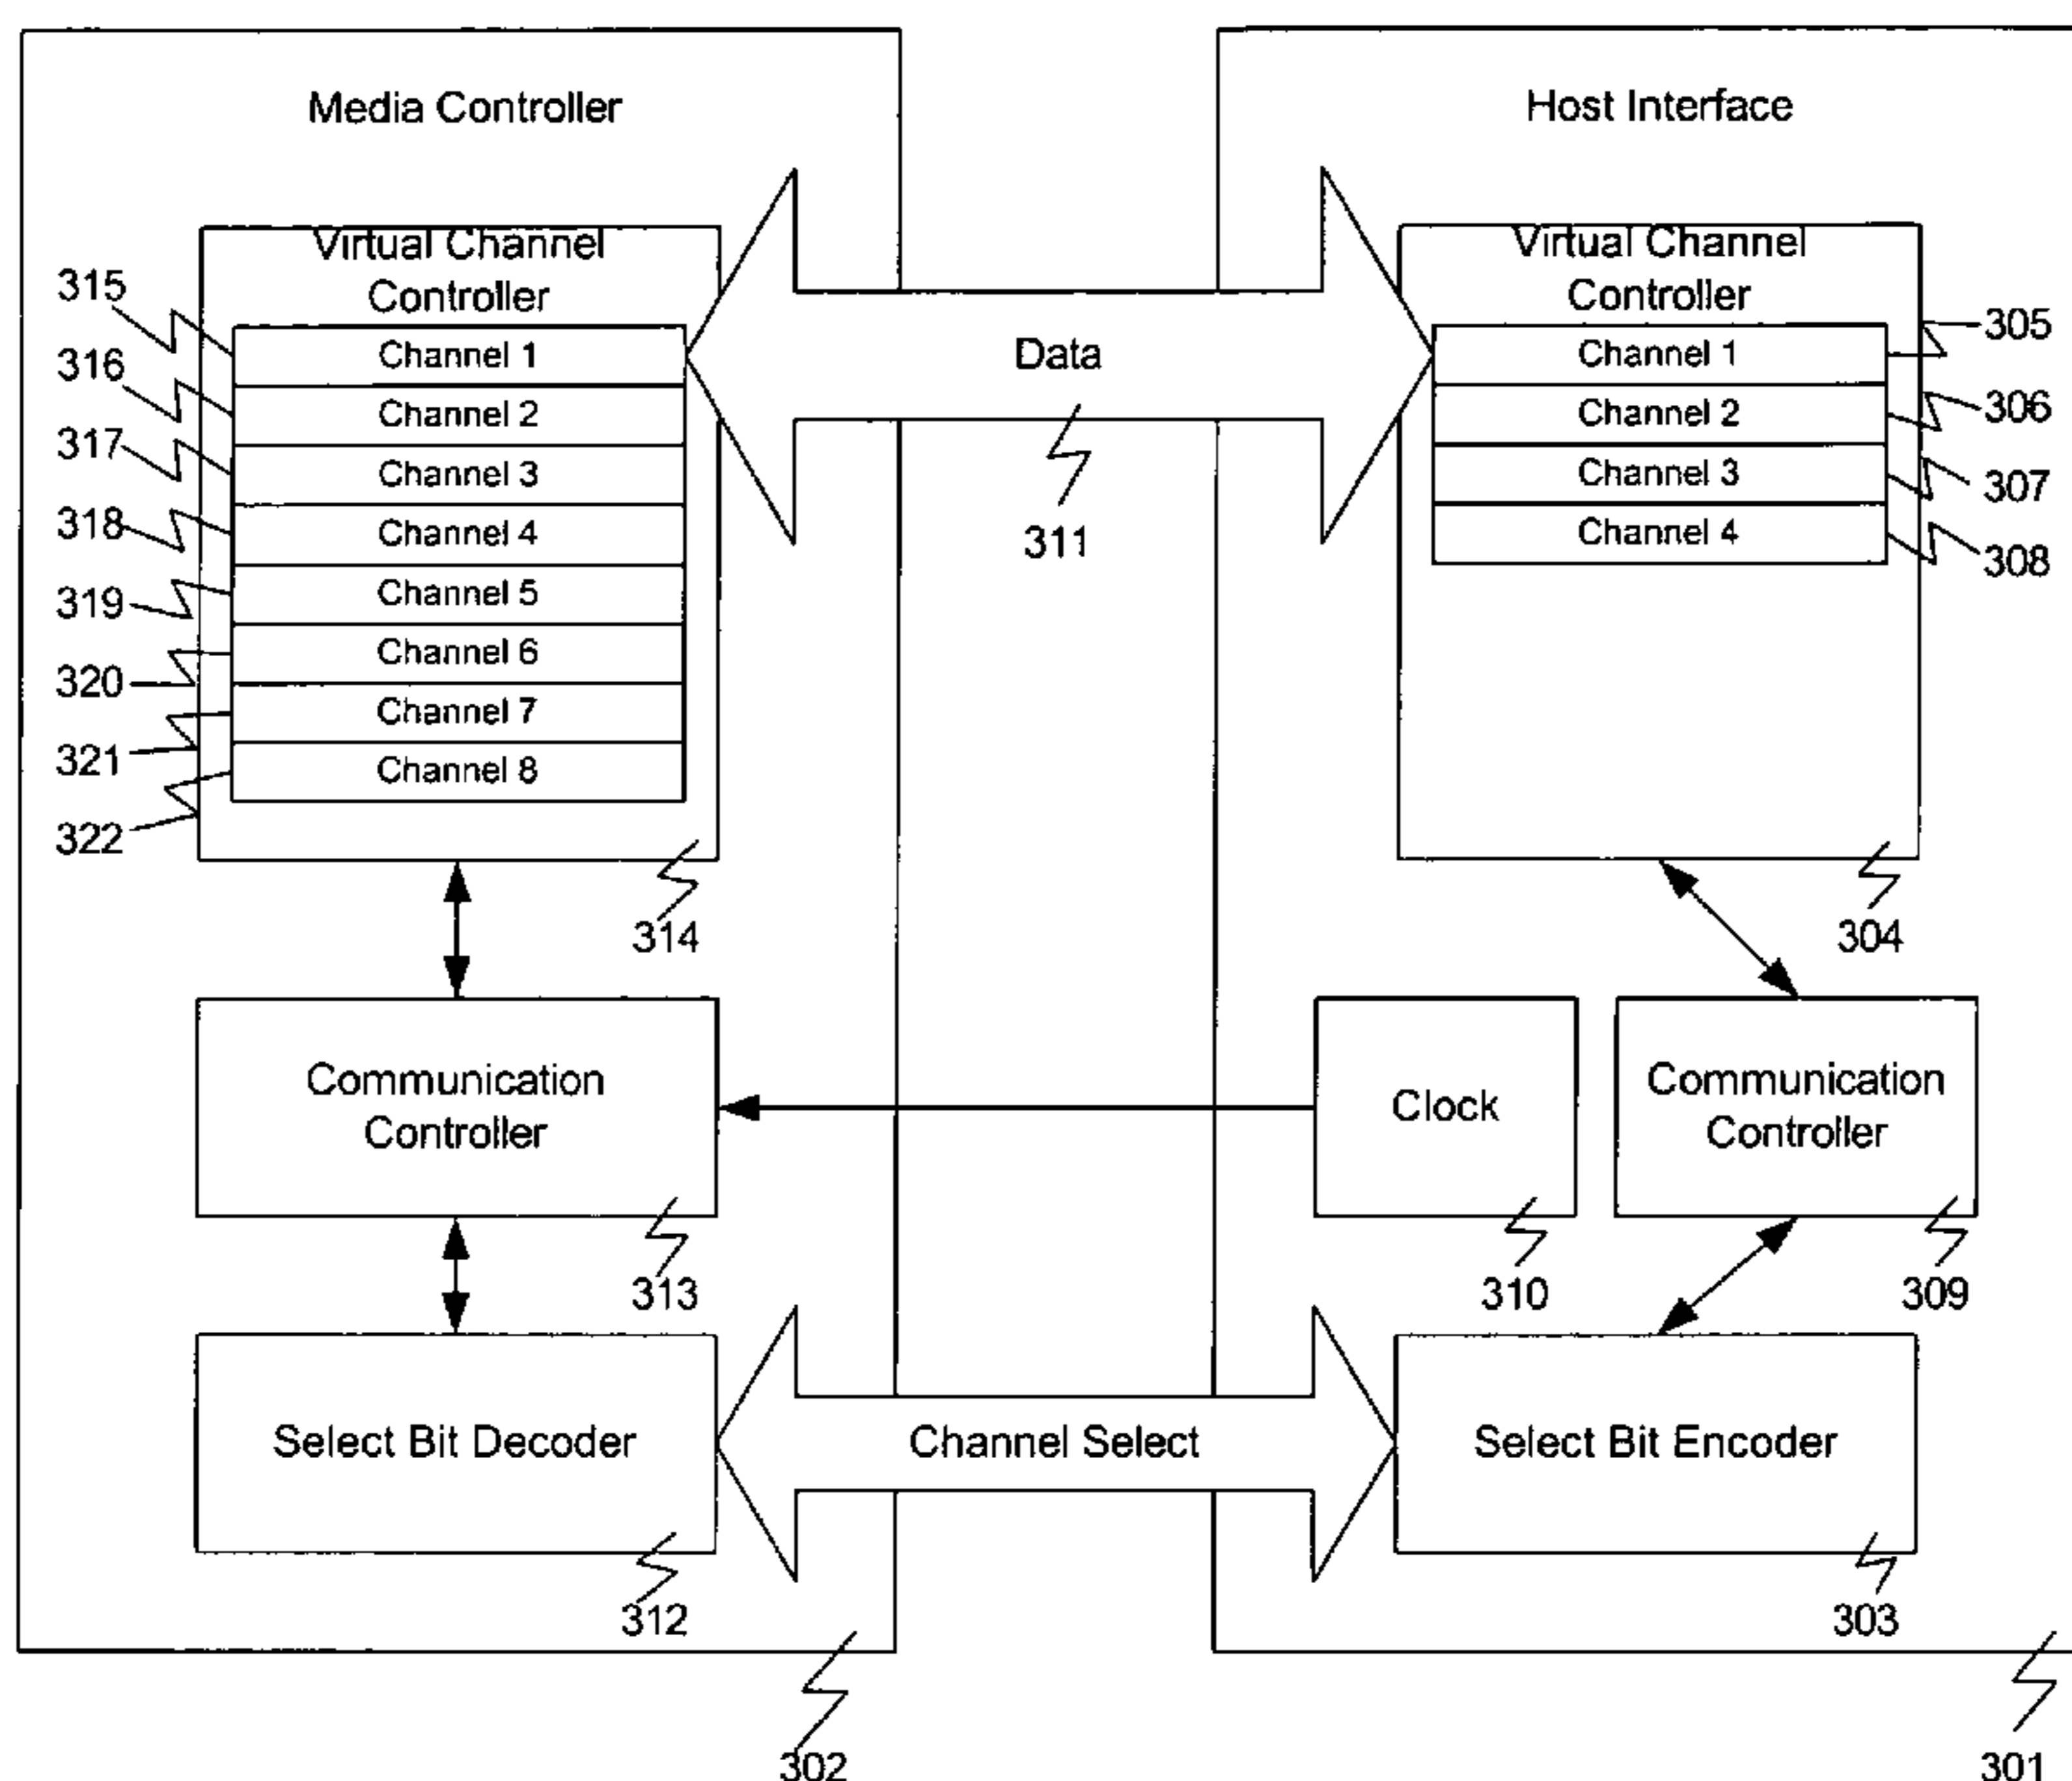 Media Controller
Host Interface
Virtual Channel
Controller
Virtual Channel
Controller
315
316
317
318
319
320
321
322
Channel 1
Channel 2
Channel 3
Channel 4
Channel 5
Channel 6
Channel 7
Channel 8
Data
311
Channel 1
Channel 2
Channel 3
Channel 4
305
306
307
308
314
304
Communication
Controller
Clock
Communication
Controller
313
310
309
Select Bit Decoder
Channel Select
Select Bit Encoder
312
303
302
301